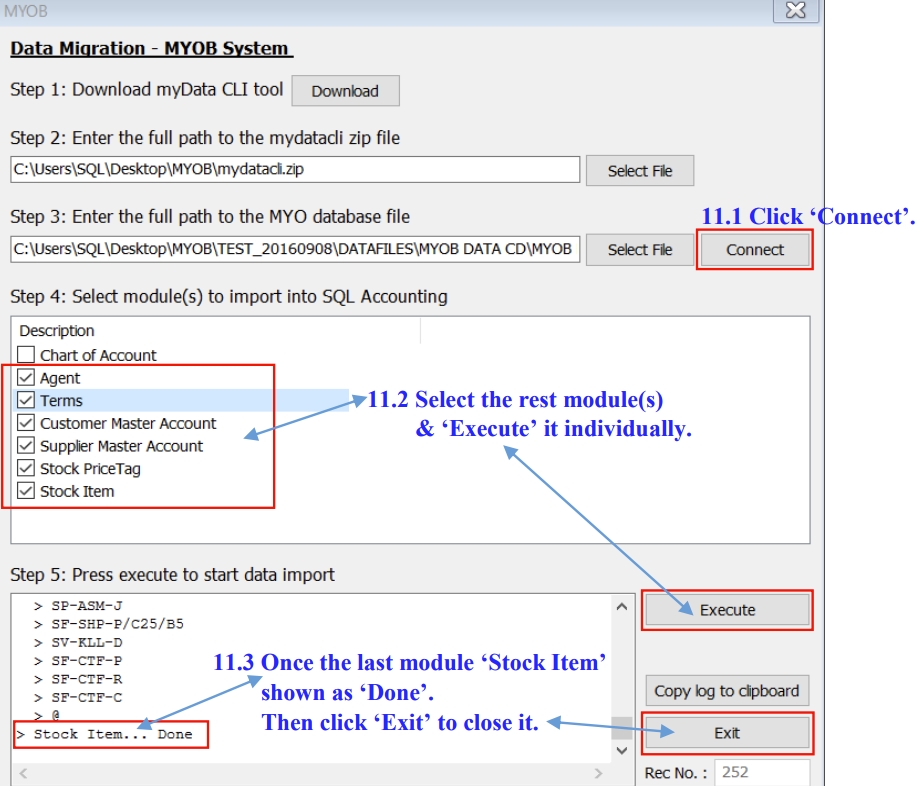 MYOB
Data Migration - MYOB System
Step 1: Download myData CLI tool
Download
Step 2: Enter the full path to the mydatacli zip file
C:\Users\SQL\Desktop\MYOB\mydatacli.zip
Select File
Step 3: Enter the full path to the MYO database file
11.1 Click ‘Connect’.
C:\Users\SQL\Desktop\MYOB\TEST_20160908\DATAFILES\MYOB DATA CD\MYOB
Select File
Connect
Step 4: Select module(s) to import into SQL Accounting
Description
Chart of Account
Agent
Terms
Customer Master Account
Supplier Master Account
Stock PriceTag
Stock Item
11.2 Select the rest module(s)
& ‘Execute’ it individually.
Step 5: Press execute to start data import
> SP-ASM-J
> SF-SHP-P/C25/B5
> SV-KLL-D
> SF-CTF-P
> SF-CTF-R
> SF-CTF-C
> @
> Stock Item... Done
11.3 Once the last module ‘Stock Item’
shown as ‘Done’.
Then click ‘Exit’ to close it.
Execute
Copy log to clipboard
Exit
Rec No. : 252